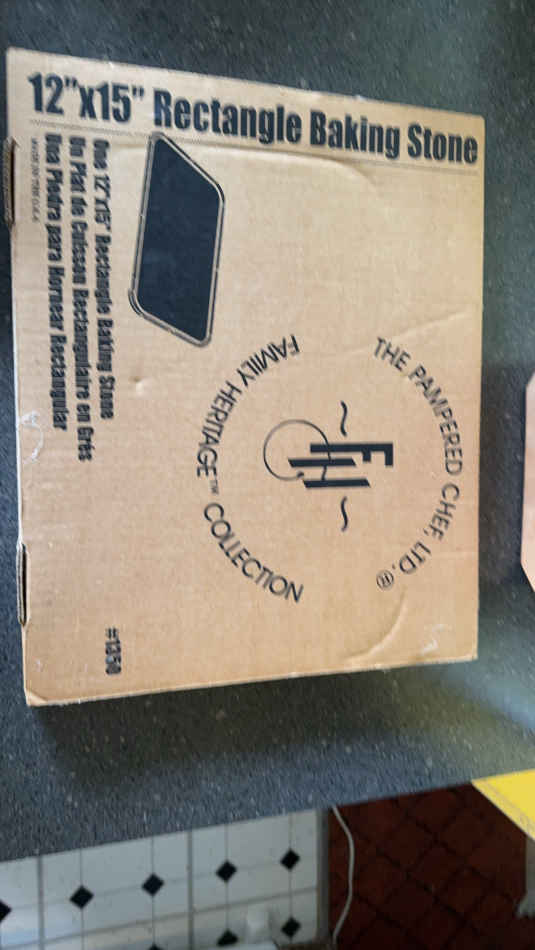 12"x15" Rectangle Baking Stone
THE PAMPERED CHEF, LTD.®
FH
FAMILY HERITAGE™ COLLECTION
One 12"x15" Rectangle Baking Stone
Un Plat de Cuisson Rectangulaire en Grès
Una Piedra para Hornear Rectangular
#1350